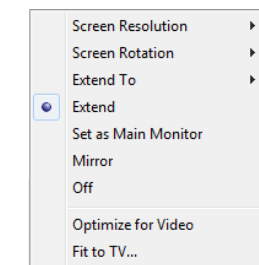 Screen Resolution
Screen Rotation
Extend To
Extend
Set as Main Monitor
Mirror
Off
Optimize for Video
Fit to TV...